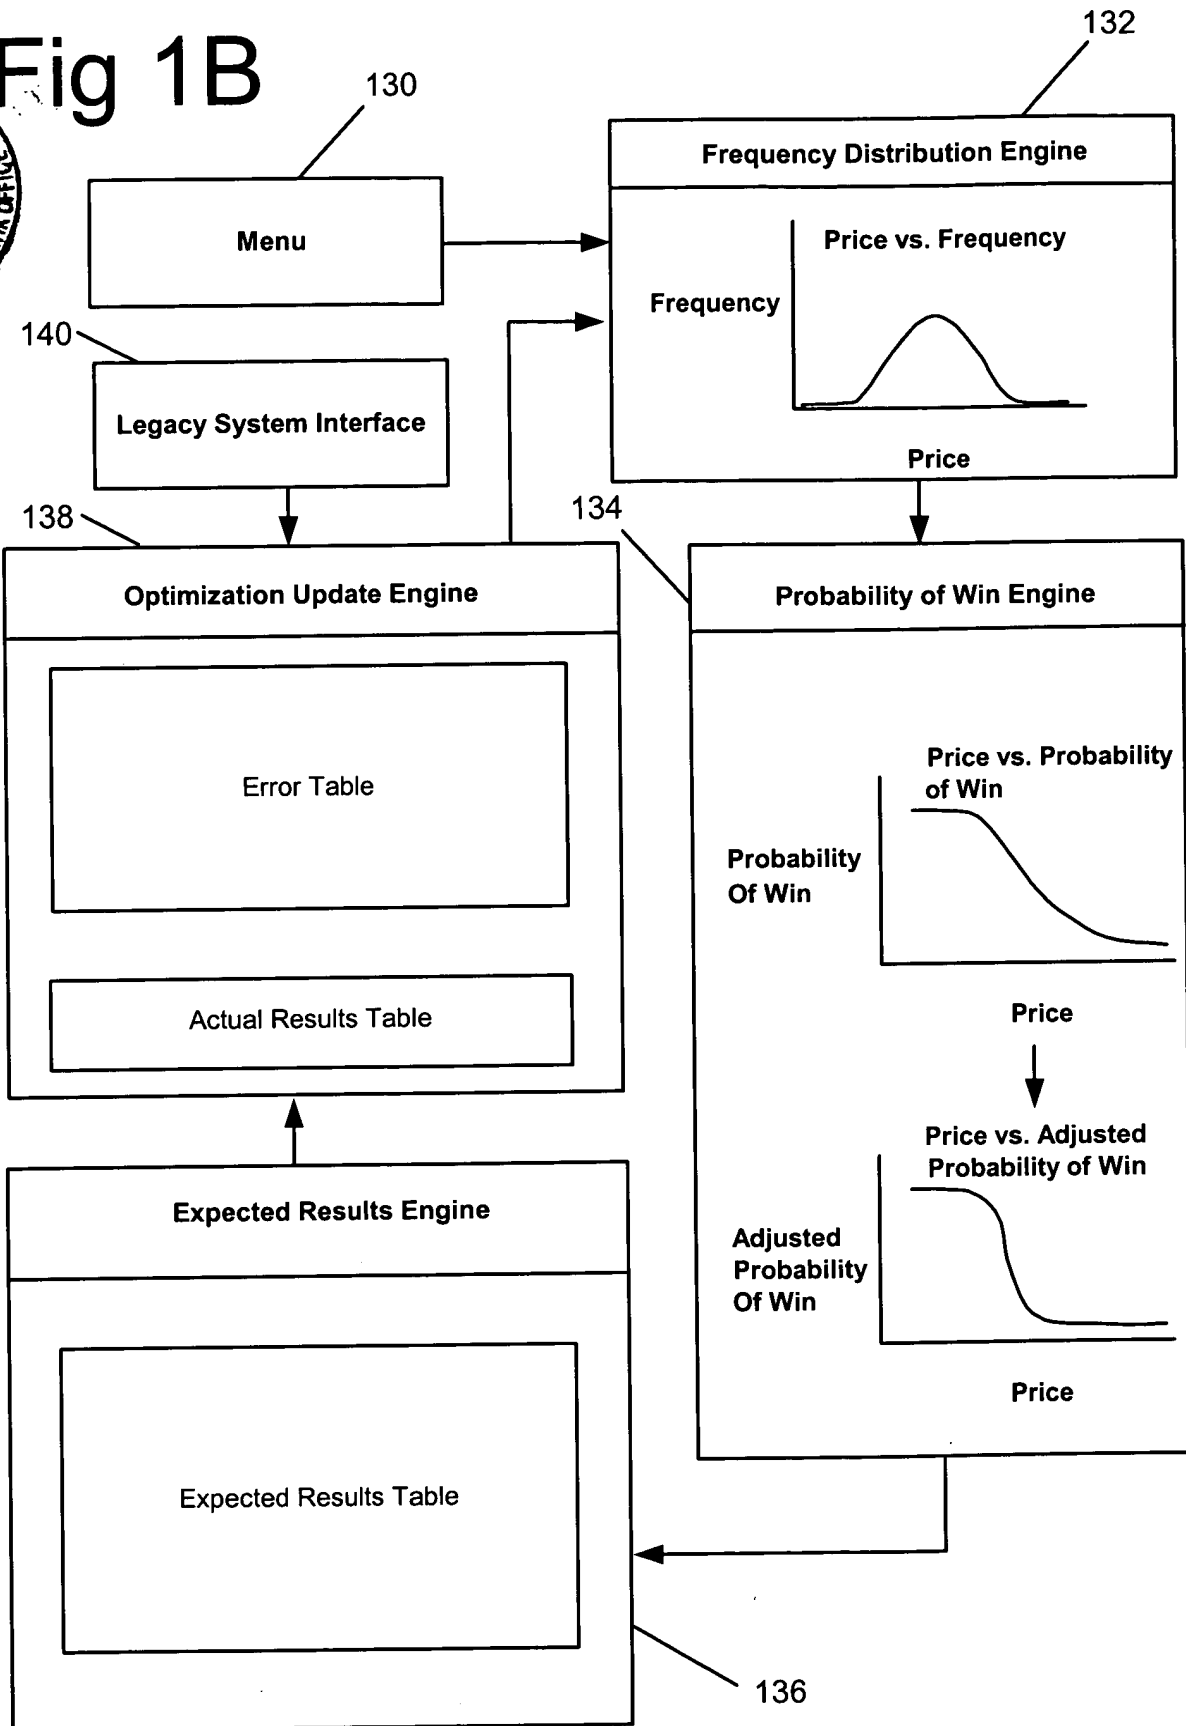 Fig 1B
132
130
Frequency Distribution Engine
Menu
Price vs. Frequency
Frequency
Price
140
Legacy System Interface
138
134
Optimization Update Engine
Error Table
Actual Results Table
Probability of Win Engine
Price vs. Probability
of Win
Probability
Of Win
Price
Price vs. Adjusted
Probability of Win
Adjusted
Probability
Of Win
Price
Expected Results Engine
Expected Results Table
136